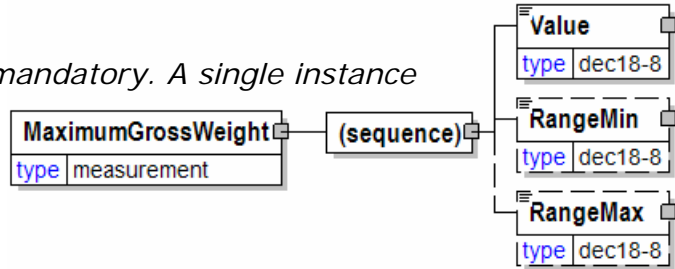 Value
type dec18-8
mandatory. A single instance
RangeMin
MaximumGrossWeight (sequence)
type measurement
type dec18-8
RangeMax
type dec18-8